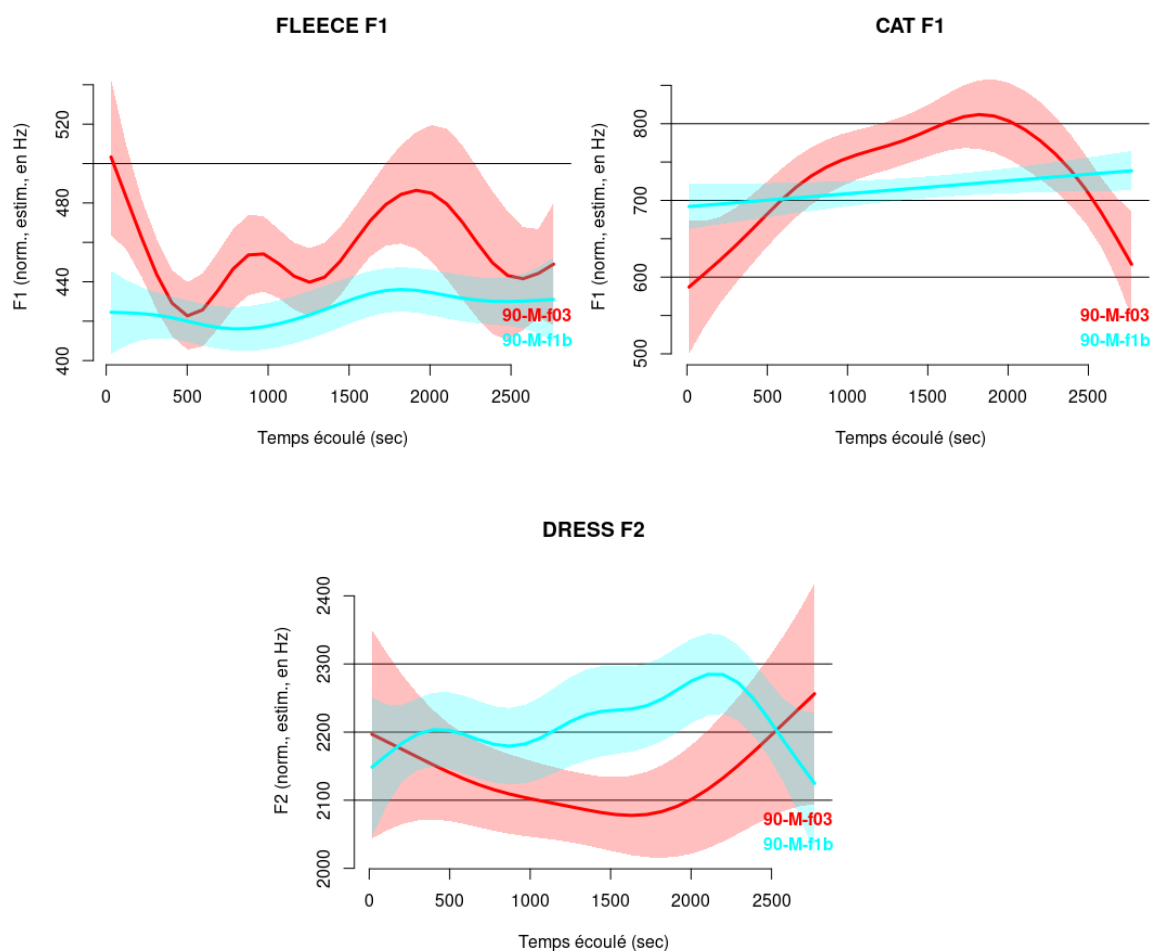 FLEECE F1
F1 (norm., estim., en Hz)
400 440 480 520
0 500 1000 1500 2000 2500
Temps écoulé (sec)
90-M-f03
90-M-f1b
CAT F1
F1 (norm., estim., en Hz)
500 600 700 800
0 500 1000 1500 2000 2500
Temps écoulé (sec)
90-M-f03
90-M-f1b
DRESS F2
F2 (norm., estim., en Hz)
2000 2100 2200 2300 2400
0 500 1000 1500 2000 2500
Temps écoulé (sec)
90-M-f03
90-M-f1b